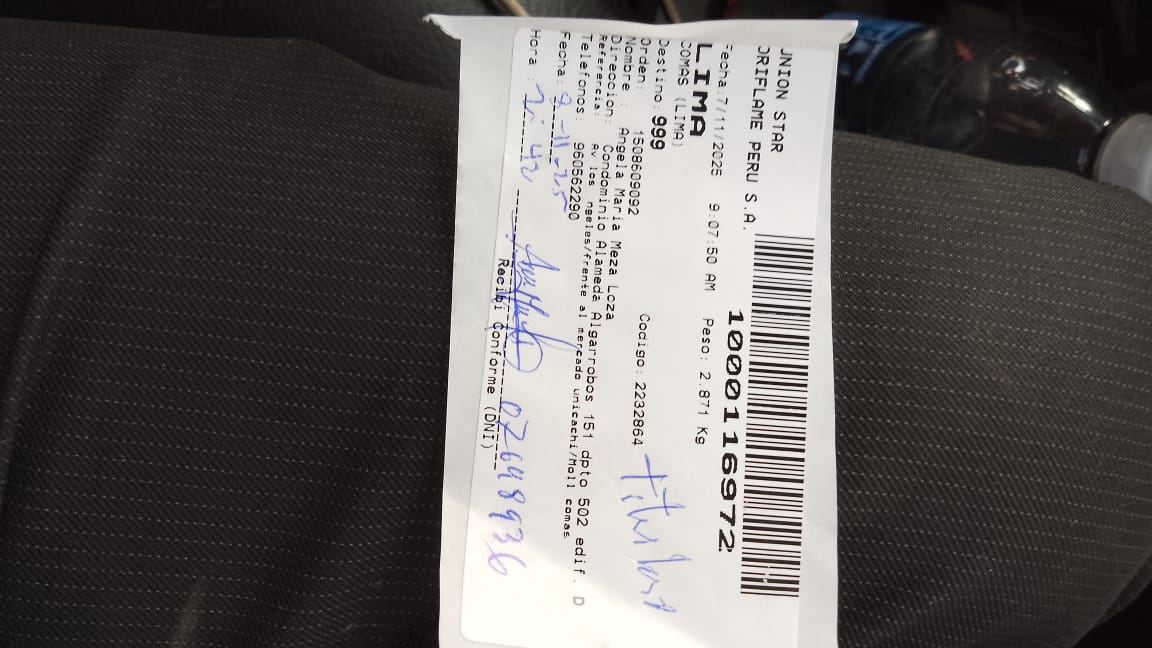 UNION STAR
ORIFLAME PERU S.A.
10001116972
Fecha:7/11/2025 9:07:50 AM Peso: 2.871 Kg
LIMA
COMAS (LIMA)
Destino: 999
Orden: 1508609092 Codigo: 2232864
Nombre : Angela Maria Meza Loza
Direccion: Condominio Alameda Algarrobos 151 dpto 502 edif. D
Referencia: Av los ngeles/frente al mercado unicachi/Mall comas
Telefonos: 960562290
Fecha: 7-11-25
Hora :
Recibi Conforme (DNI)
Titular
07648936